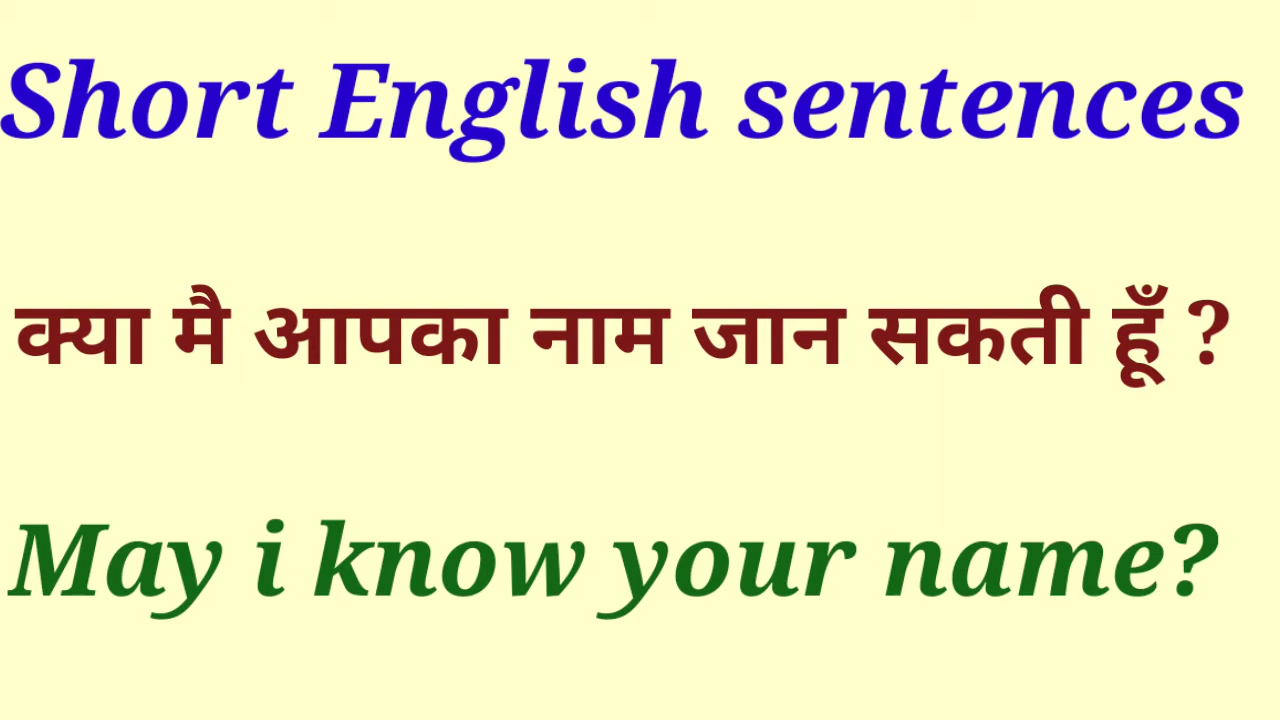 Short English sentences
क्या मै आपका नाम जान सकती हूँ ?
May i know your name?